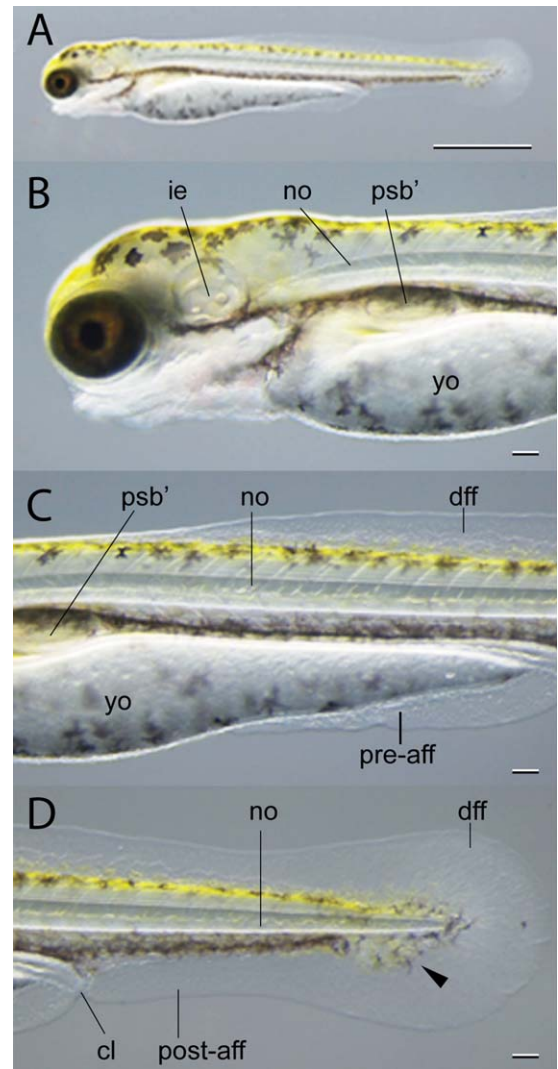 A
B
ie no psb’
yo
C
psb’ no dff
yo
pre-aff
D
no dff
cl post-aff